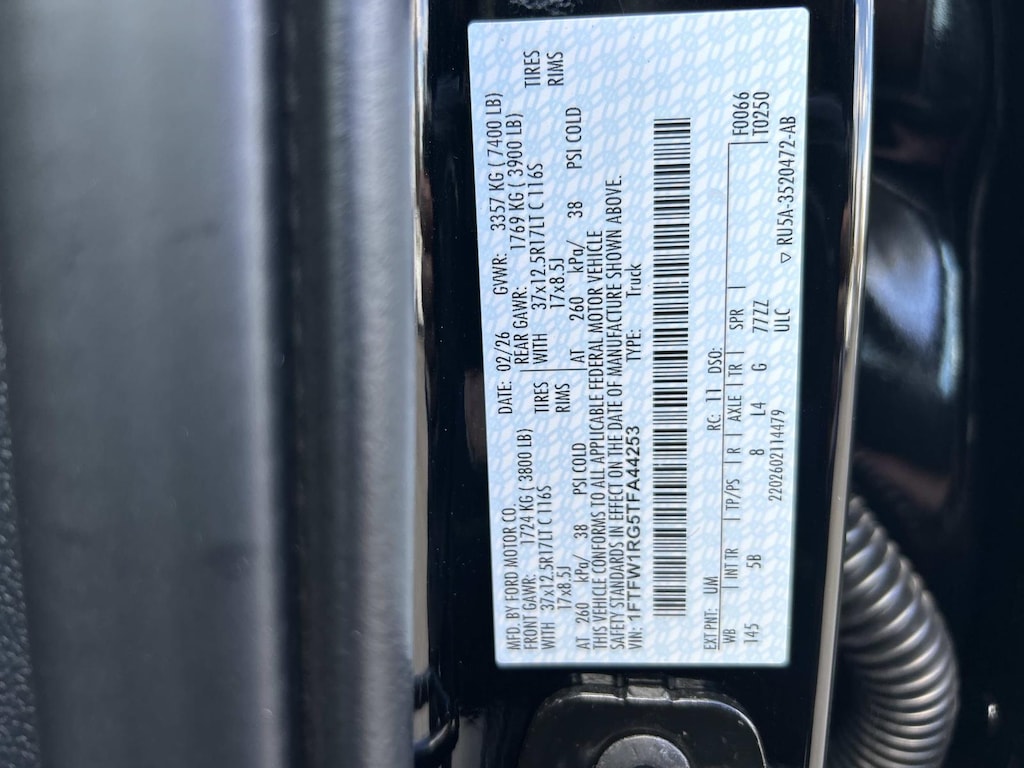 MFD. BY FORD MOTOR CO.
DATE: 02/26 GVWR: 3357 KG ( 7400 LB)
FRONT GAWR: 1724 KG ( 3800 LB)
REAR GAWR: 1769 KG ( 3900 LB)
WITH 37x12.5R17LT C 116S TIRES
WITH 37x12.5R17LT C 116S TIRES
17x8.5J RIMS
17x8.5J RIMS
AT 260 kPa/ 38 PSI COLD
AT 260 kPa/ 38 PSI COLD
THIS VEHICLE CONFORMS TO ALL APPLICABLE FEDERAL MOTOR VEHICLE
SAFETY STANDARDS IN EFFECT ON THE DATE OF MANUFACTURE SHOWN ABOVE.
VIN: 1FTFW1RG5TFA44253 TYPE: Truck
EXT PNT: UM RC: 11 DSO: F0066
WB INT TR TP/PS R AXLE TR SPR T0250
145 5B 8 L4 G 77ZZ
2202602114479 ULC ▽ RU5A-3520472-AB